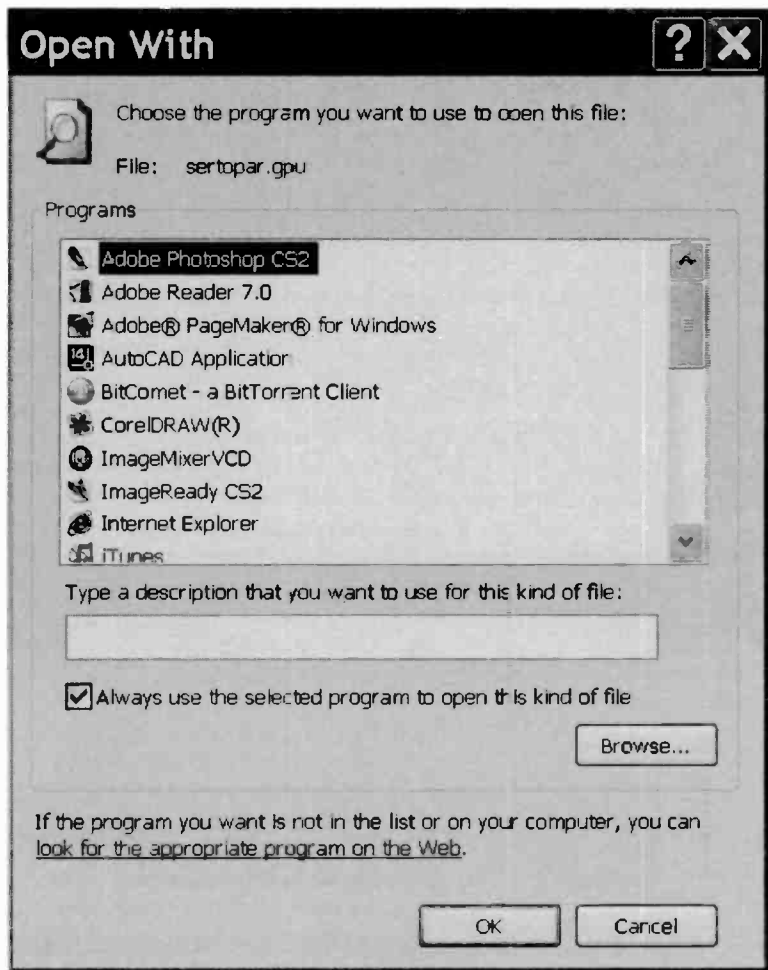 Open With
Choose the program you want to use to open this file:
File: sertopar.gpu
Programs
Adobe Photoshop CS2
Adobe Reader 7.0
Adobe® PageMaker® for Windows
AutoCAD Application
BitComet - a BitTorrent Client
CorelDRAW(R)
ImageMixerVCD
ImageReady CS2
Internet Explorer
iTunes
Type a description that you want to use for this kind of file:
Always use the selected program to open this kind of file
Browse...
If the program you want is not in the list or on your computer, you can
look for the appropriate program on the Web.
OK Cancel